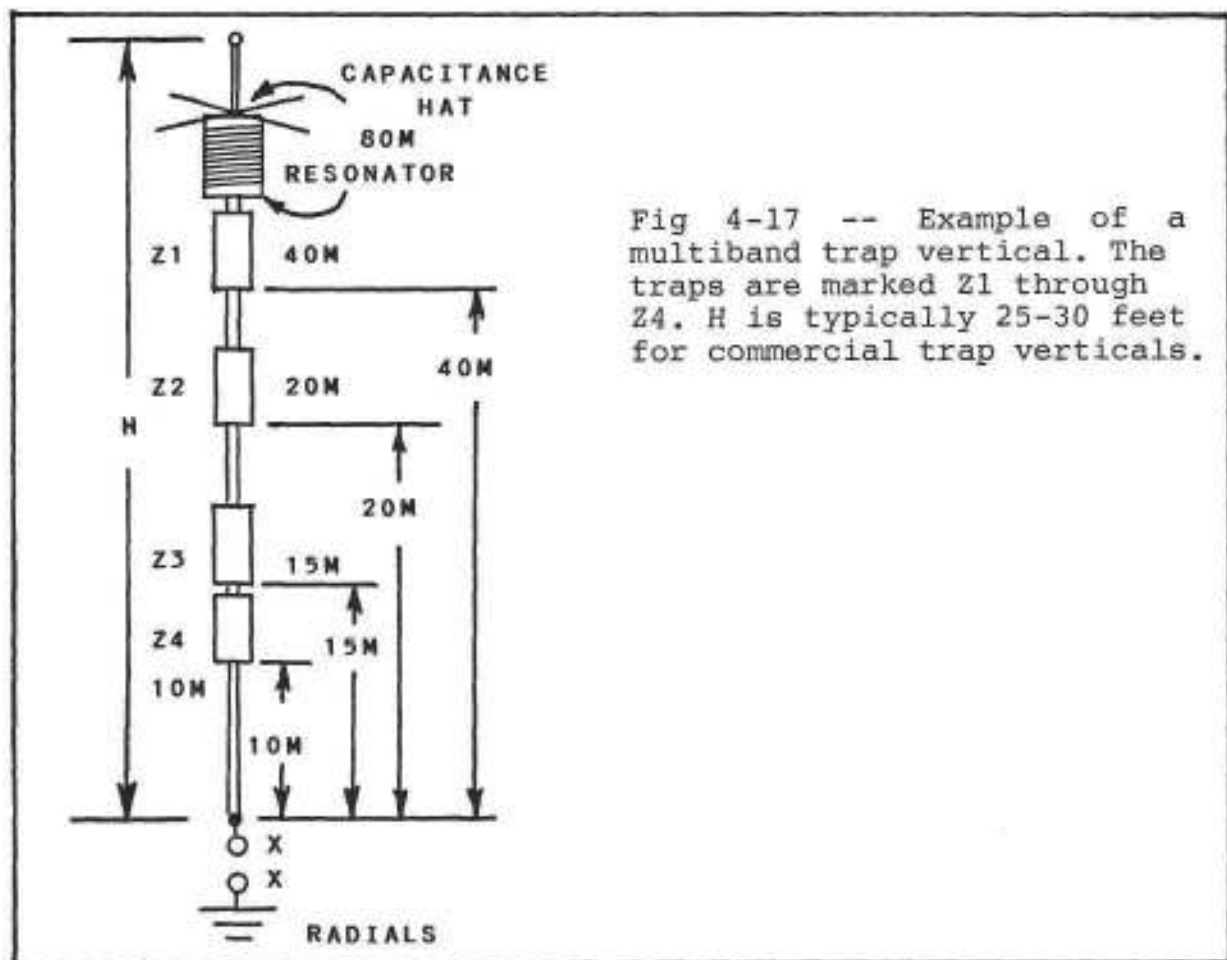 CAPACITANCE
HAT
80M
RESONATOR
Z1 40M
Z2 20M
40M
H
20M
Z3 15M
Z4 15M
10M
10M
X
X
RADIALS
Fig 4-17 -- Example of a
multiband trap vertical. The
traps are marked Z1 through
Z4. H is typically 25-30 feet
for commercial trap verticals.